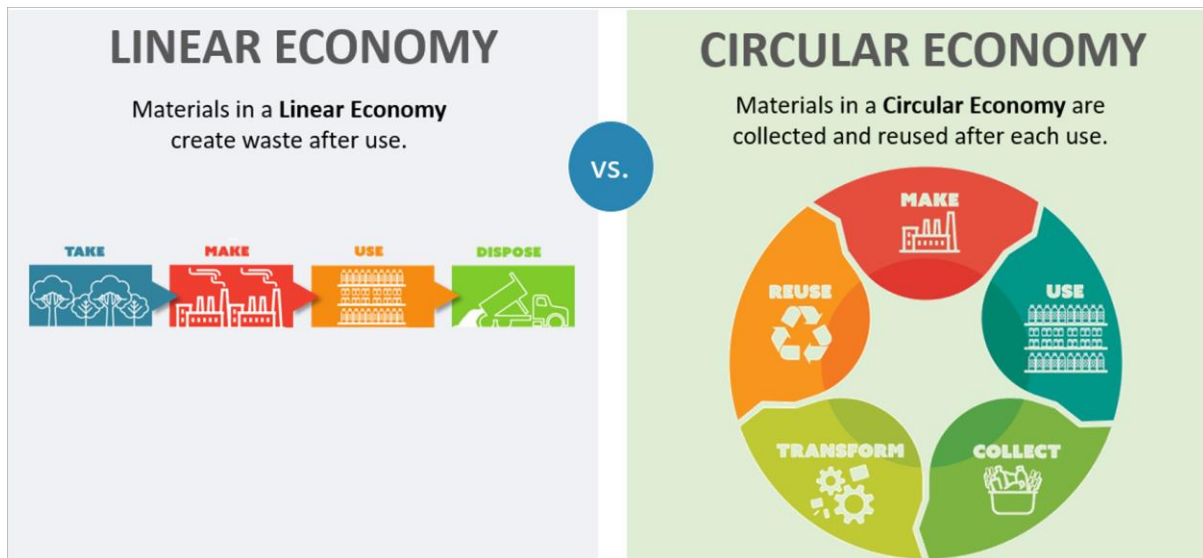 LINEAR ECONOMY
Materials in a Linear Economy
create waste after use.
TAKE
MAKE
USE
DISPOSE
vs.
CIRCULAR ECONOMY
Materials in a Circular Economy are
collected and reused after each use.
MAKE
USE
COLLECT
TRANSFORM
REUSE